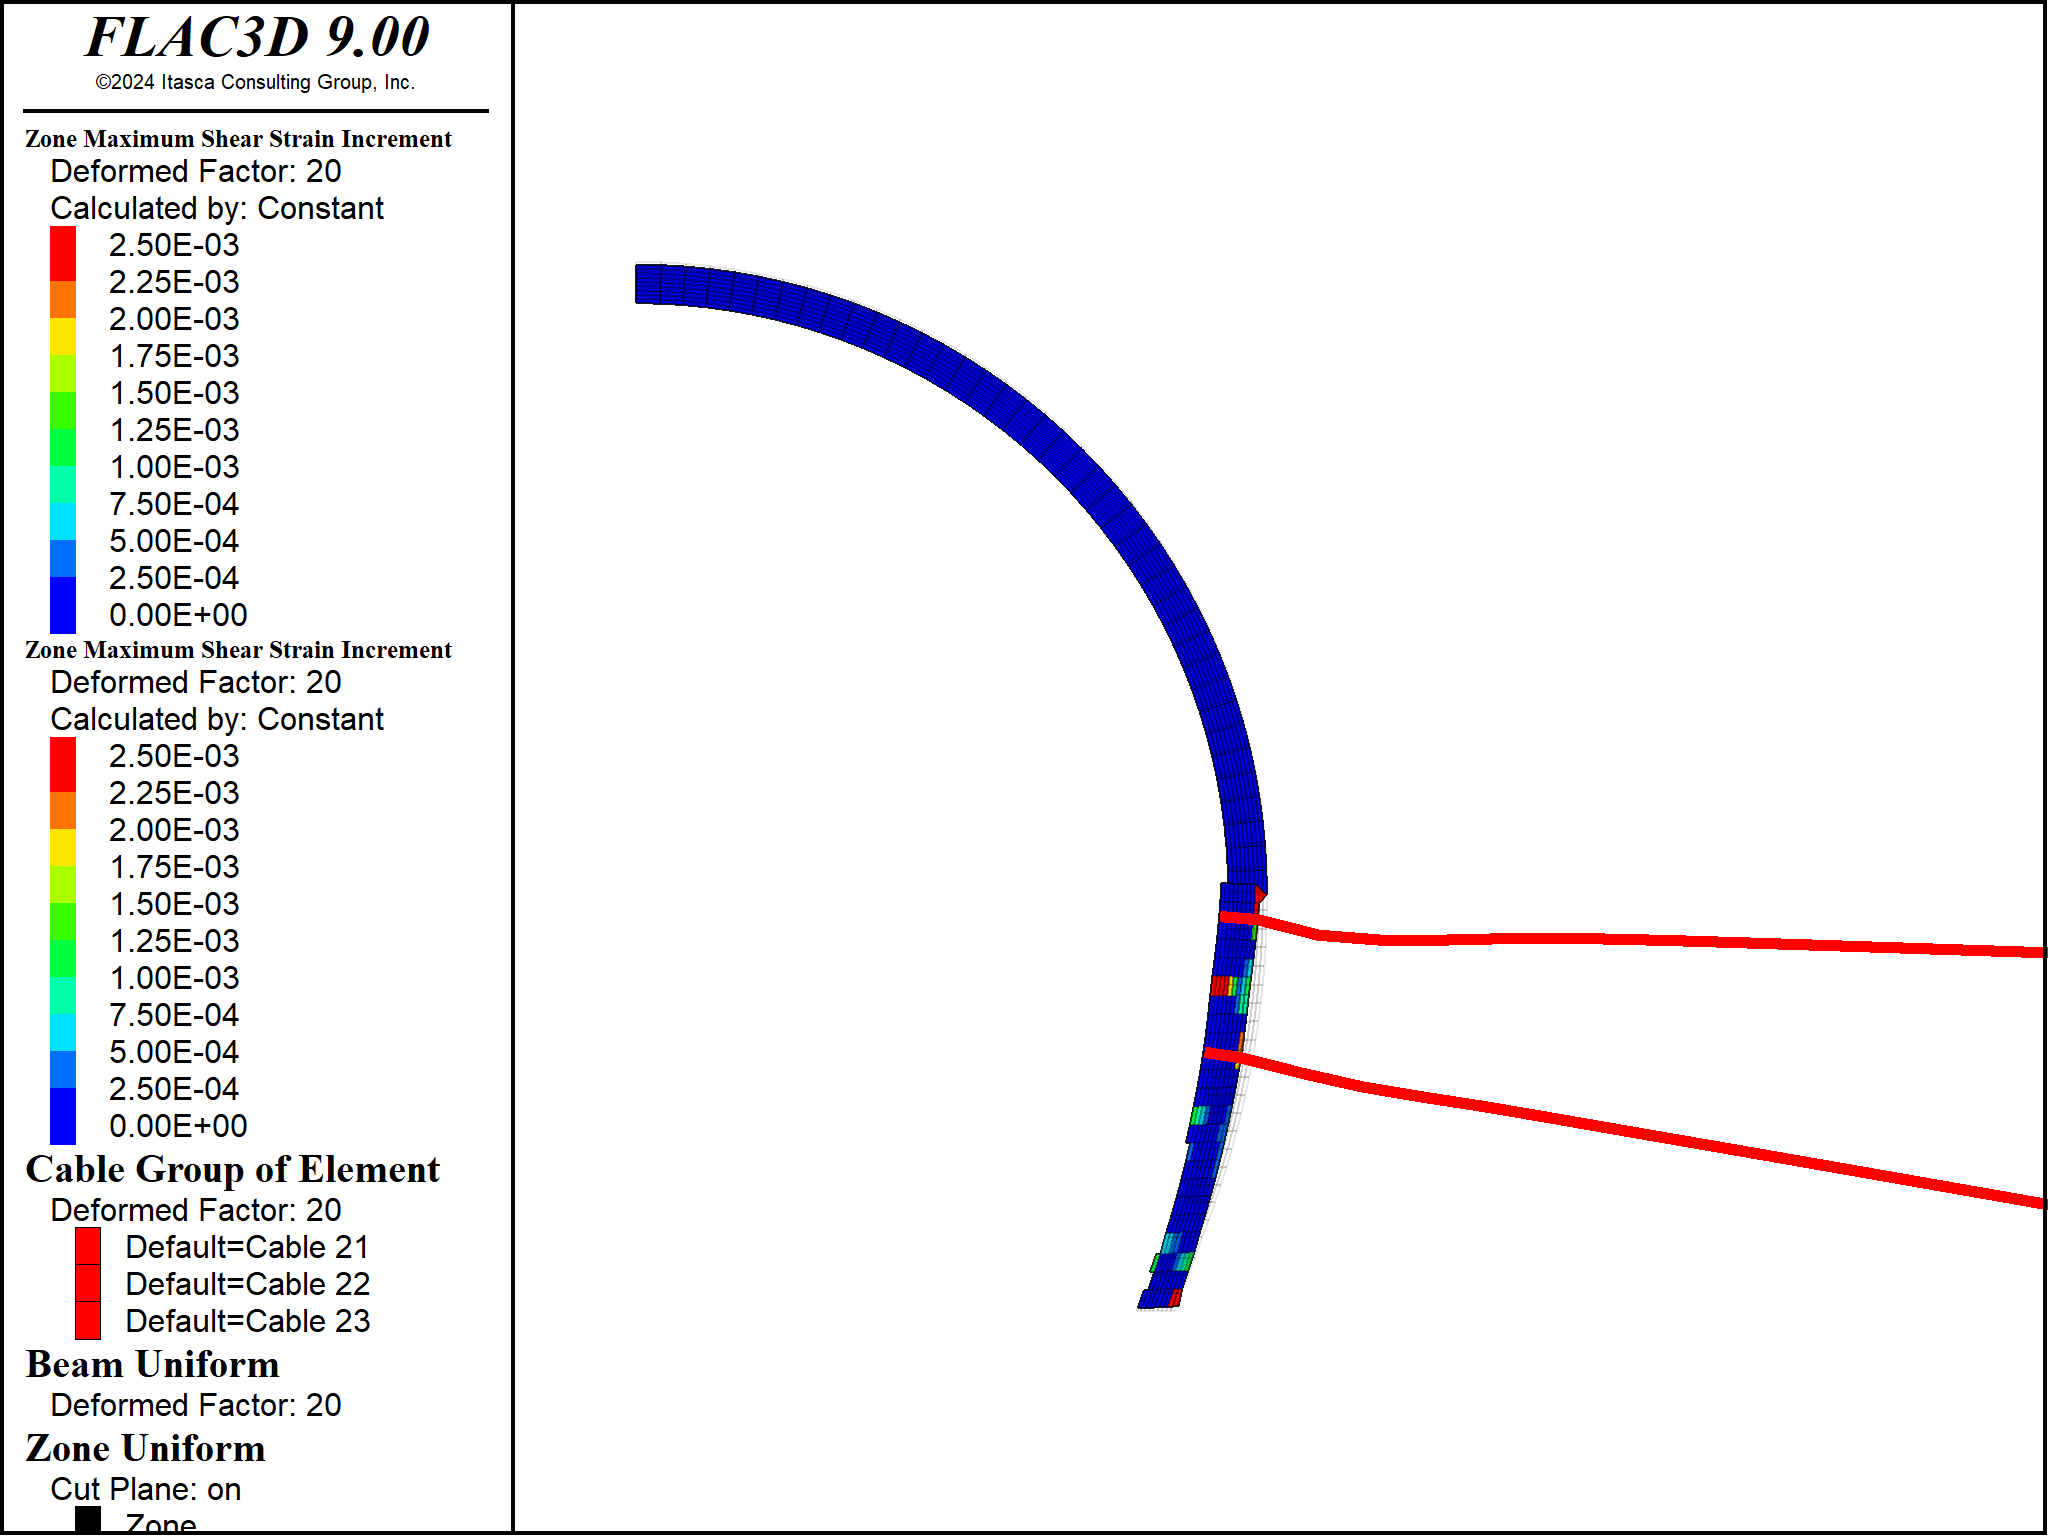 FLAC3D 9.00
©2024 Itasca Consulting Group, Inc.
Zone Maximum Shear Strain Increment
Deformed Factor: 20
Calculated by: Constant
2.50E-03
2.25E-03
2.00E-03
1.75E-03
1.50E-03
1.25E-03
1.00E-03
7.50E-04
5.00E-04
2.50E-04
0.00E+00
Zone Maximum Shear Strain Increment
Deformed Factor: 20
Calculated by: Constant
2.50E-03
2.25E-03
2.00E-03
1.75E-03
1.50E-03
1.25E-03
1.00E-03
7.50E-04
5.00E-04
2.50E-04
0.00E+00
Cable Group of Element
Deformed Factor: 20
Default=Cable 21
Default=Cable 22
Default=Cable 23
Beam Uniform
Deformed Factor: 20
Zone Uniform
Cut Plane: on
Zone